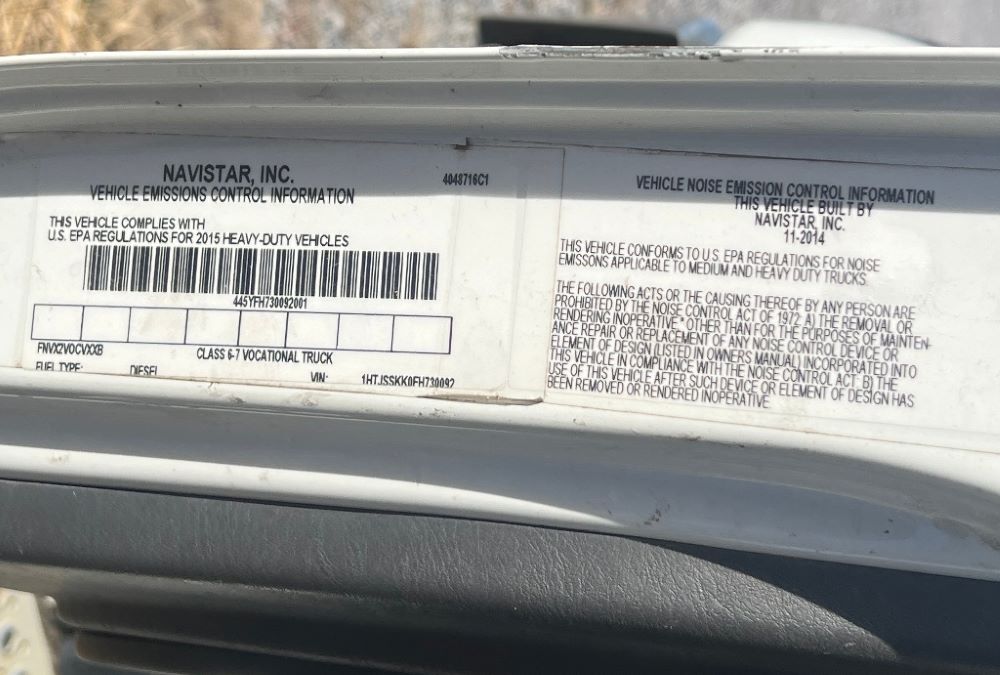 NAVISTAR, INC.
VEHICLE EMISSIONS CONTROL INFORMATION
4048716C1
THIS VEHICLE COMPLIES WITH
U.S. EPA REGULATIONS FOR 2015 HEAVY-DUTY VEHICLES
445YFH730092001
FNVX2VOCVXXB
CLASS 6-7 VOCATIONAL TRUCK
FUEL TYPE: DIESEL
VIN: 1HTJSSKK0FH730092
VEHICLE NOISE EMISSION CONTROL INFORMATION
THIS VEHICLE BUILT BY
NAVISTAR, INC.
11-2014
THIS VEHICLE CONFORMS TO U.S. EPA REGULATIONS FOR NOISE
EMISSONS APPLICABLE TO MEDIUM AND HEAVY DUTY TRUCKS.
THE FOLLOWING ACTS OR THE CAUSING THEREOF BY ANY PERSON ARE
PROHIBITED BY THE NOISE CONTROL ACT OF 1972: A) THE REMOVAL OR
RENDERING INOPERATIVE * OTHER THAN FOR THE PURPOSES OF MAINTEN-
ANCE REPAIR OR REPLACEMENT OF ANY NOISE CONTROL DEVICE OR
ELEMENT OF DESIGN (LISTED IN OWNERS MANUAL) INCORPORATED INTO
THIS VEHICLE IN COMPLIANCE WITH THE NOISE CONTROL ACT. B) THE
USE OF THIS VEHICLE AFTER SUCH DEVICE OR ELEMENT OF DESIGN HAS
BEEN REMOVED OR RENDERED INOPERATIVE.